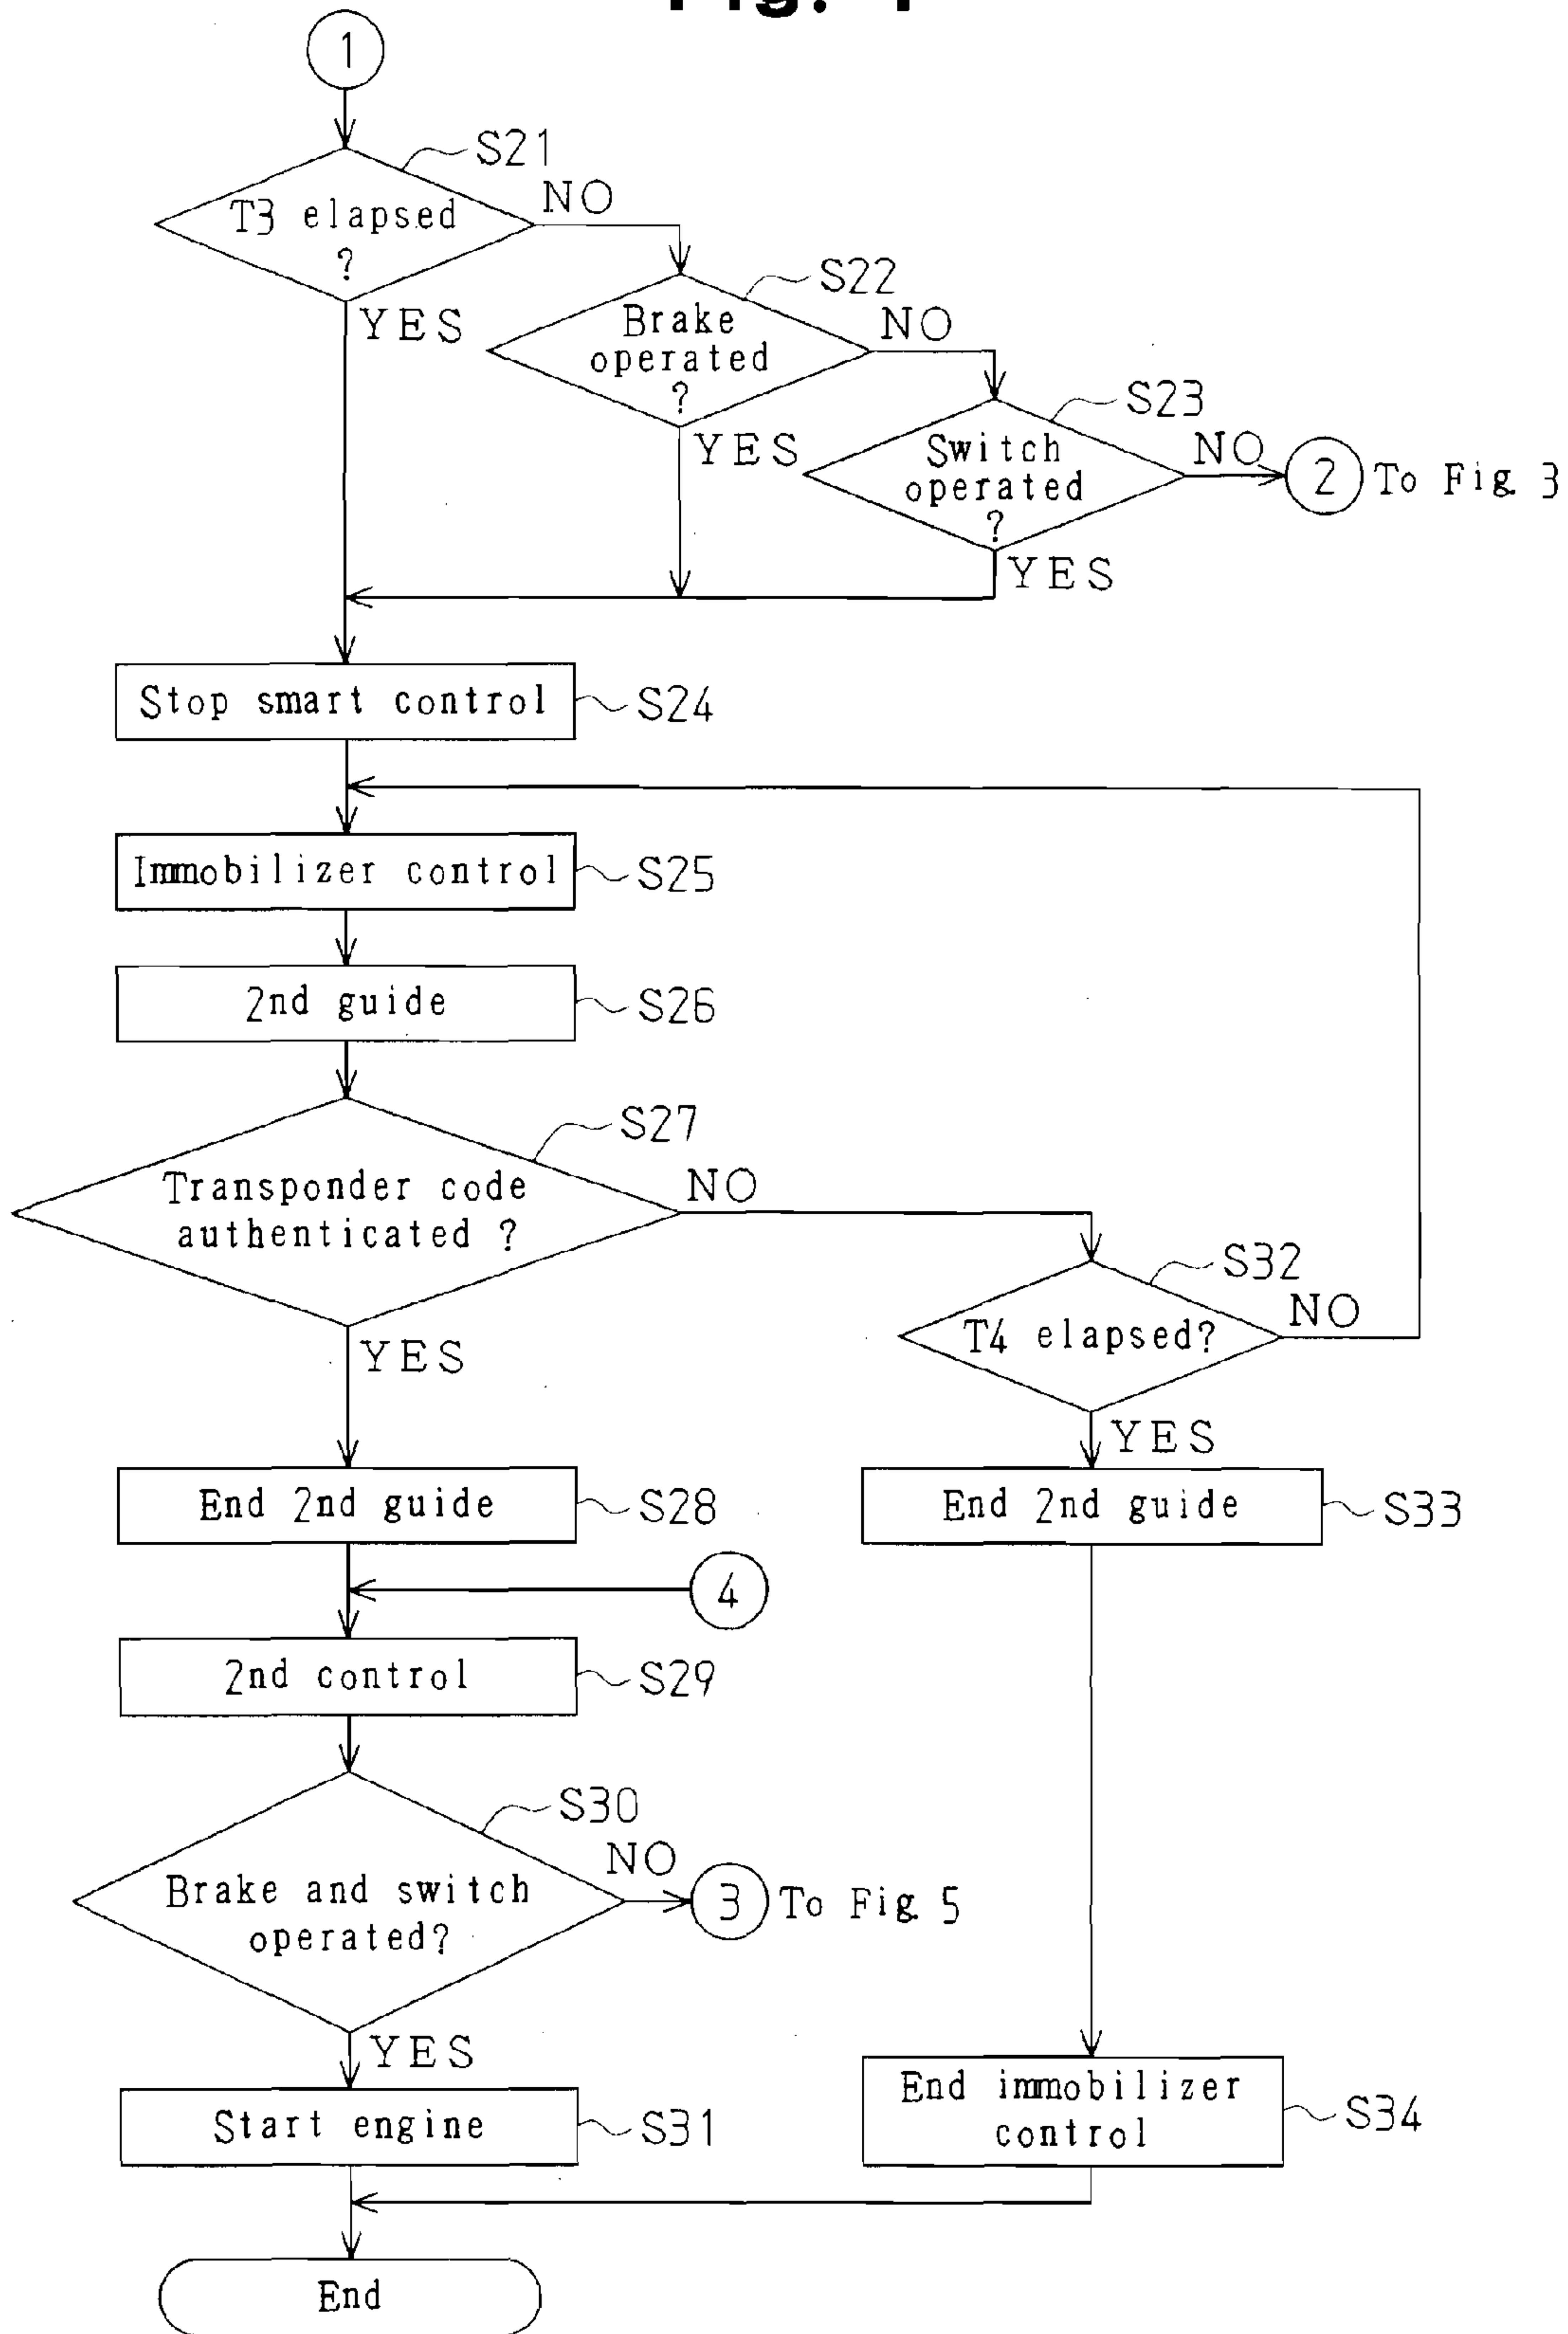 1
S21
T3 elapsed
?
NO
YES
S22
Brake
operated
?
NO
YES
S23
Switch
operated
?
NO
2
To Fig. 3
YES
Stop smart control
S24
Immobilizer control
S25
2nd guide
S26
S27
Transponder code
authenticated ?
NO
YES
S32
T4 elapsed?
NO
YES
End 2nd guide
S28
End 2nd guide
S33
4
2nd control
S29
S30
Brake and switch
operated?
NO
3
To Fig. 5
YES
Start engine
S31
End immobilizer
control
S34
End